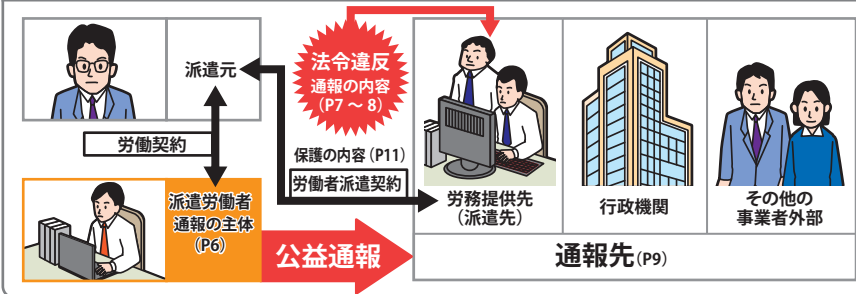 派遣元
法令違反
通報の内容
(P7～8)
労働契約
保護の内容(P11)
労働者派遣契約
派遣労働者
通報の主体
(P6)
公益通報
労務提供先
(派遣先)
行政機関
その他の
事業者外部
通報先(P9)